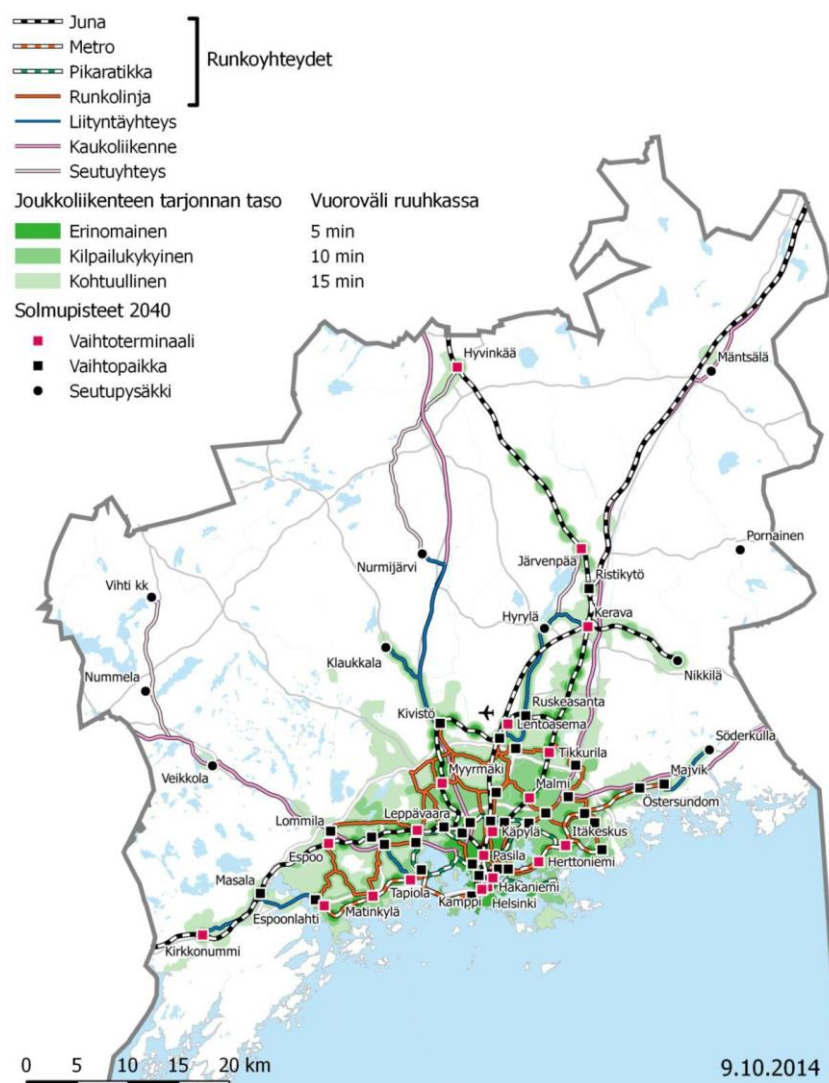 Juna
Metro
Pikaratikka
Runkolinja
Runkoyhteydet
Liityntäyhteys
Kaukoliikenne
Seutuyhteys
Joukkoliikenteen tarjonnan taso Vuoroväli ruuhkassa
Erinomainen 5 min
Kilpailukykyinen 10 min
Kohtuullinen 15 min
Solmupisteet 2040
Vaihtoterminaali
Vaihtopaikka
Seutupysäkki
Hyvinkää
Mäntsälä
Nurmijärvi
Järvenpää
Pornainen
Ristikytö
Vihti kk
Hyrylä
Kerava
Klaukkala
Nikkilä
Nummela
Ruskeasanta
Kivistö
Lentoasema
Söderkulla
Tikkurila
Veikkola
Myyrmäki
Malmi
Majvik
Östersundom
Leppävaara
Lommila
Käpylä
Itäkeskus
Espoo
Pasila
Herttoniemi
Masala
Hakaniemi
Tapiola
Kamppi
Helsinki
Espoonlahti
Matinkylä
Kirkkonummi
0 5 10 15 20 km
9.10.2014